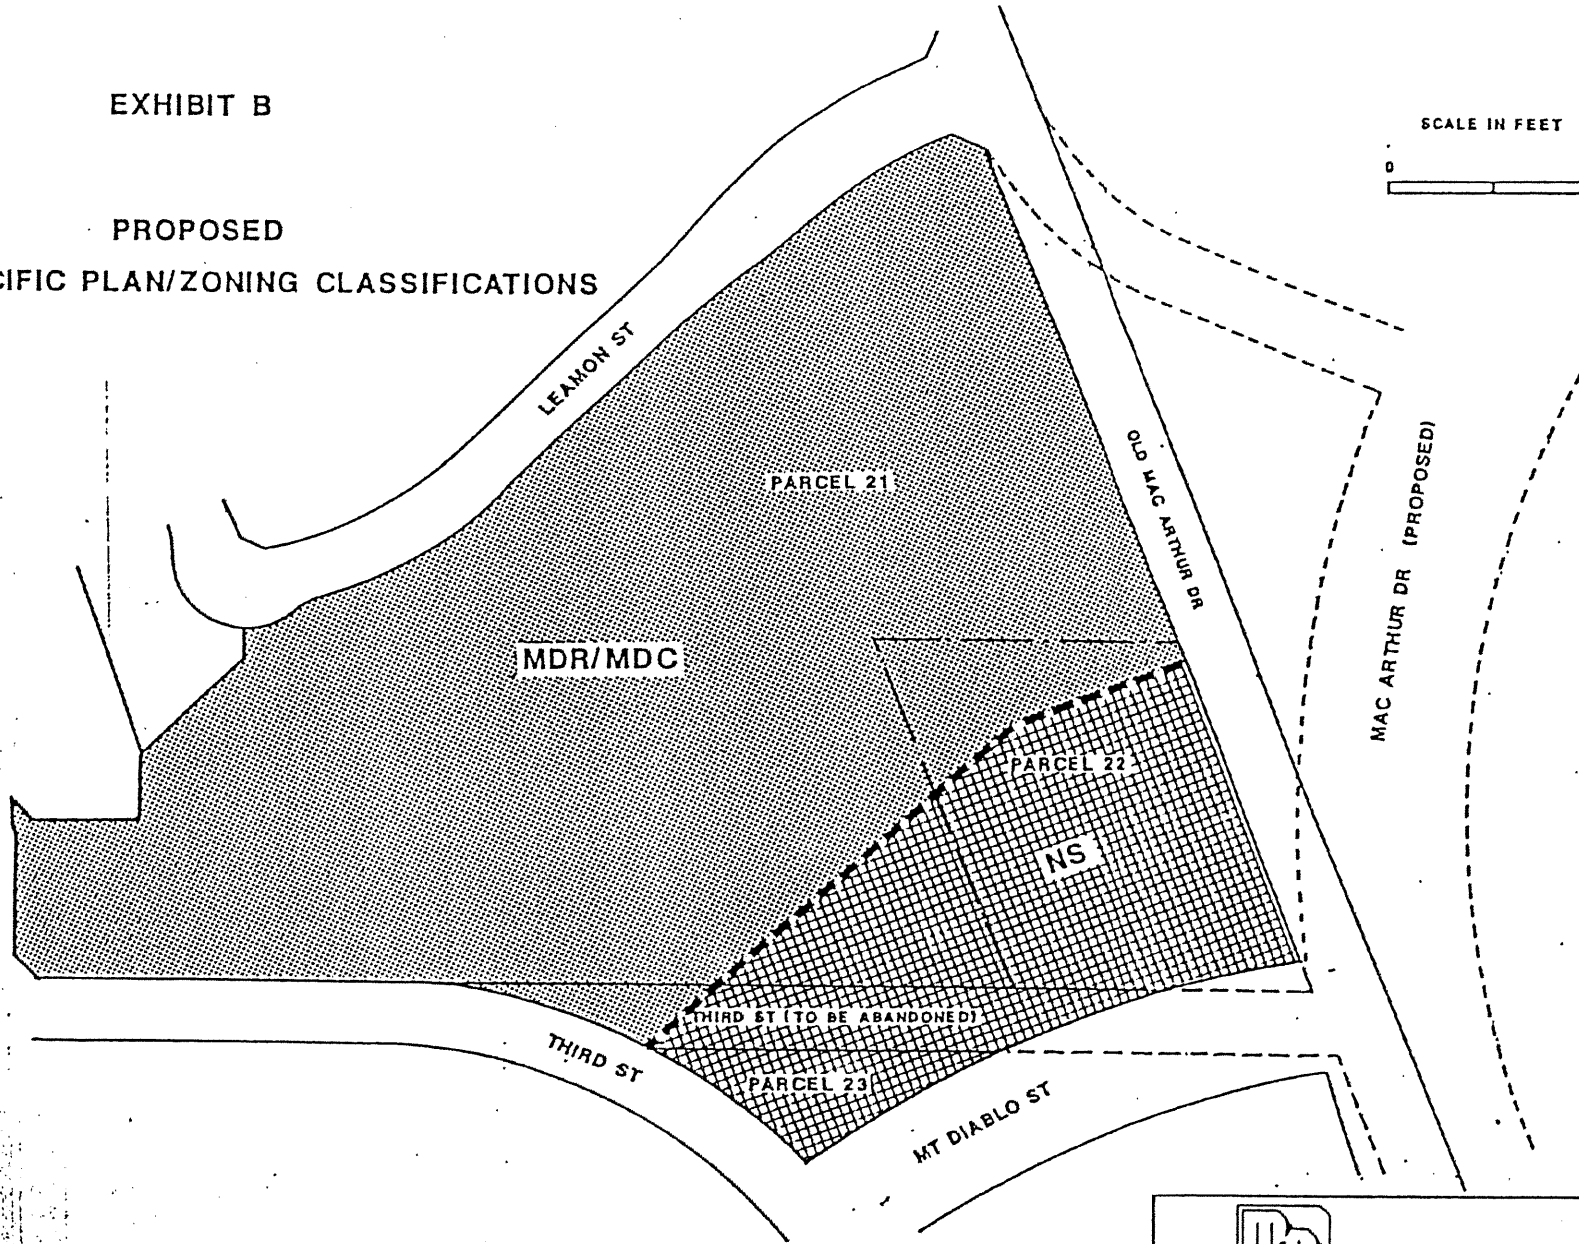 EXHIBIT B
SCALE IN FEET
0
PROPOSED
CIFIC PLAN/ZONING CLASSIFICATIONS
LEAMON ST
PARCEL 21
OLD MAC ARTHUR DR
MAC ARTHUR DR (PROPOSED)
MDR/MDC
PARCEL 22
NS
THIRD ST (TO BE ABANDONED)
THIRD ST
PARCEL 23
MT DIABLO ST